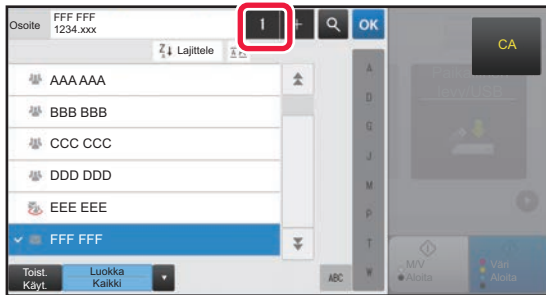 Osoite
FFF FFF
1234.xxx
1
+
OK
CA
Lajittele
AAA AAA
BBB BBB
CCC CCC
DDD DDD
EEE EEE
FFF FFF
A
D
G
J
M
P
T
W
ABC
Toist.
Käyt.
Luokka
Kaikki
M/V
Aloita
Väri
Aloita